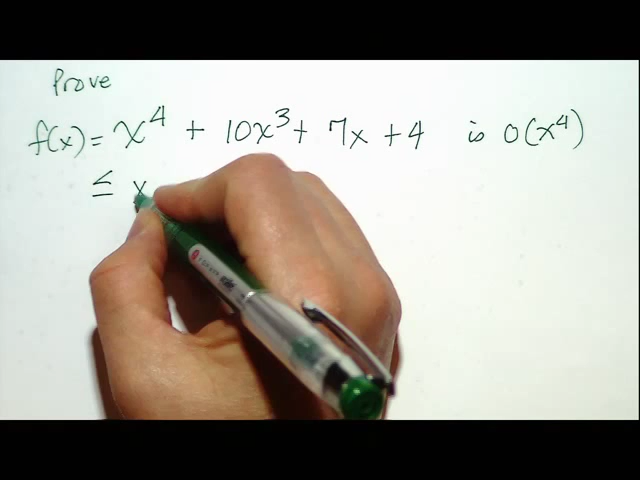 Prove
f(x) = x⁴ + 10x³ + 7x + 4 is O(x⁴)
≤ x